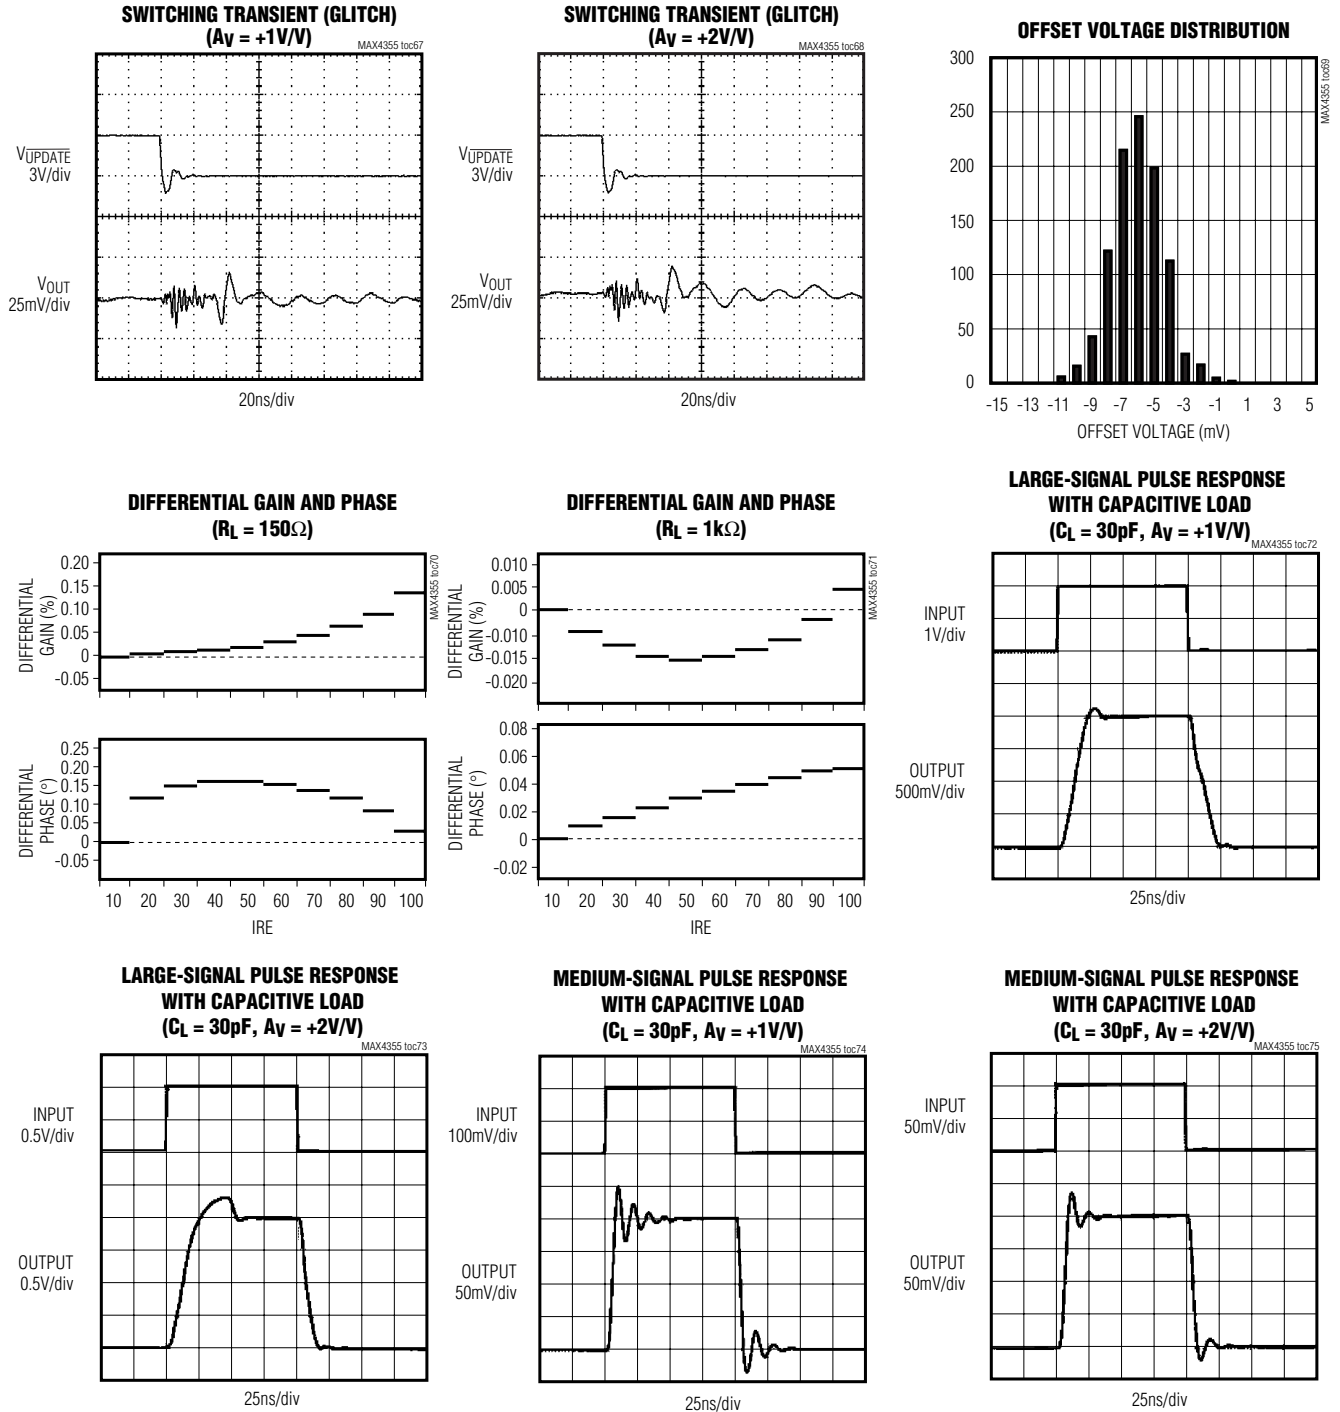 SWITCHING TRANSIENT (GLITCH)
(AV = +1V/V)
MAX4355 toc67
VUPDATE
3V/div
VOUT
25mV/div
20ns/div
SWITCHING TRANSIENT (GLITCH)
(AV = +2V/V)
MAX4355 toc68
VUPDATE
3V/div
VOUT
25mV/div
20ns/div
OFFSET VOLTAGE DISTRIBUTION
MAX4355 toc69
300
250
200
150
100
50
0
-15 -13 -11 -9 -7 -5 -3 -1 1 3 5
OFFSET VOLTAGE (mV)
DIFFERENTIAL GAIN AND PHASE
(RL = 150Ω)
MAX4355 toc70
DIFFERENTIAL
GAIN (%)
0.20
0.15
0.10
0.05
0
-0.05
DIFFERENTIAL
PHASE (°)
0.25
0.20
0.15
0.10
0.05
0
-0.05
10 20 30 40 50 60 70 80 90 100
IRE
DIFFERENTIAL GAIN AND PHASE
(RL = 1kΩ)
MAX4355 toc71
DIFFERENTIAL
GAIN (%)
0.010
0.005
0
-0.010
-0.015
-0.020
DIFFERENTIAL
PHASE (°)
0.08
0.06
0.04
0.02
0
-0.02
10 20 30 40 50 60 70 80 90 100
IRE
LARGE-SIGNAL PULSE RESPONSE
WITH CAPACITIVE LOAD
(CL = 30pF, AV = +1V/V)
MAX4355 toc72
INPUT
1V/div
OUTPUT
500mV/div
25ns/div
LARGE-SIGNAL PULSE RESPONSE
WITH CAPACITIVE LOAD
(CL = 30pF, AV = +2V/V)
MAX4355 toc73
INPUT
0.5V/div
OUTPUT
0.5V/div
25ns/div
MEDIUM-SIGNAL PULSE RESPONSE
WITH CAPACITIVE LOAD
(CL = 30pF, AV = +1V/V)
MAX4355 toc74
INPUT
100mV/div
OUTPUT
50mV/div
25ns/div
MEDIUM-SIGNAL PULSE RESPONSE
WITH CAPACITIVE LOAD
(CL = 30pF, AV = +2V/V)
MAX4355 toc75
INPUT
50mV/div
OUTPUT
50mV/div
25ns/div